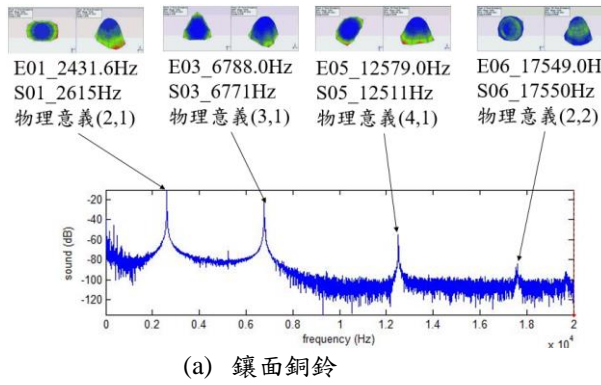 E01_2431.6Hz
S01_2615Hz
物理意義(2,1)
E03_6788.0Hz
S03_6771Hz
物理意義(3,1)
E05_12579.0Hz
S05_12511Hz
物理意義(4,1)
E06_17549.0H
S06_17550Hz
物理意義(2,2)
sound (dB)
-20
-40
-60
-80
-100
-120
0 0.2 0.4 0.6 0.8 1 1.2 1.4 1.6 1.8 2
frequency (Hz)
x 10⁴
(a) 鑲面銅鈴